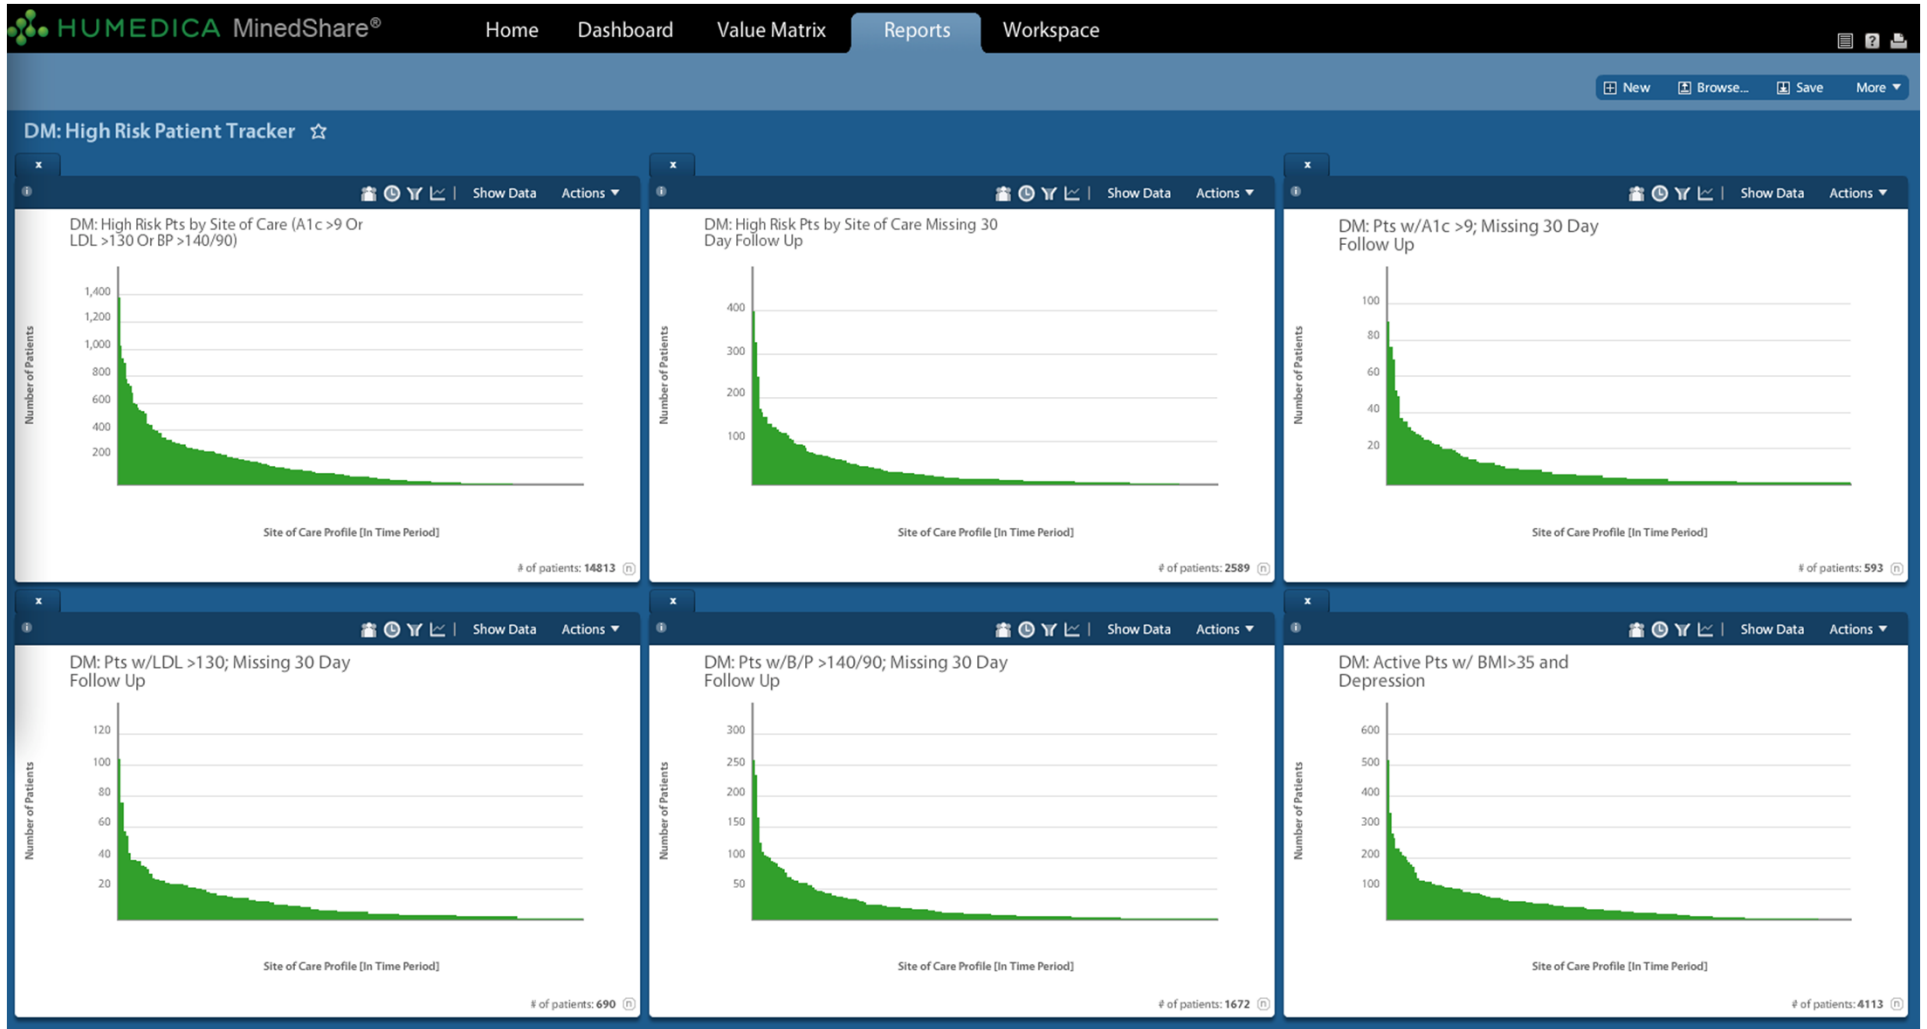 HUMEDICA MinedShare®
Home Dashboard Value Matrix Reports Workspace
New Browse... Save More
DM: High Risk Patient Tracker
x x x
Show Data Actions
DM: High Risk Pts by Site of Care (A1c >9 Or
LDL >130 Or BP >140/90)
Number of Patients
1,400
1,200
1,000
800
600
400
200
Site of Care Profile [In Time Period]
# of patients: 14813 n
Show Data Actions
DM: High Risk Pts by Site of Care Missing 30
Day Follow Up
Number of Patients
400
300
200
100
Site of Care Profile [In Time Period]
# of patients: 2589 n
Show Data Actions
DM: Pts w/A1c >9; Missing 30 Day
Follow Up
Number of Patients
100
80
60
40
20
Site of Care Profile [In Time Period]
# of patients: 593 n
x x x
Show Data Actions
DM: Pts w/LDL >130; Missing 30 Day
Follow Up
Number of Patients
120
100
80
60
40
20
Site of Care Profile [In Time Period]
# of patients: 690 n
Show Data Actions
DM: Pts w/B/P >140/90; Missing 30 Day
Follow Up
Number of Patients
300
250
200
150
100
50
Site of Care Profile [In Time Period]
# of patients: 1672 n
Show Data Actions
DM: Active Pts w/ BMI>35 and
Depression
Number of Patients
600
500
400
300
200
100
Site of Care Profile [In Time Period]
# of patients: 4113 n